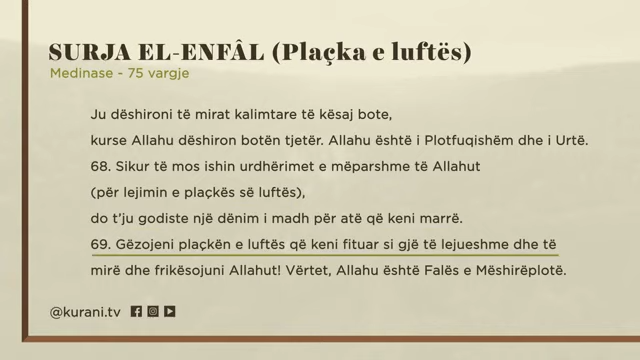 SURJA EL-ENFÂL (Plaçka e luftës)
Medinase - 75 vargje
Ju dëshironi të mirat kalimtare të kësaj bote,
kurse Allahu dëshiron botën tjetër. Allahu është i Plotfuqishëm dhe i Urtë.
68. Sikur të mos ishin urdhërimet e mëparshme të Allahut
(për lejimin e plaçkës së luftës),
do t'ju godiste një dënim i madh për atë që keni marrë.
69. Gëzojeni plaçkën e luftës që keni fituar si gjë të lejueshme dhe të
mirë dhe frikësojuni Allahut! Vërtet, Allahu është Falës e Mëshirëplotë.
@kurani.tv